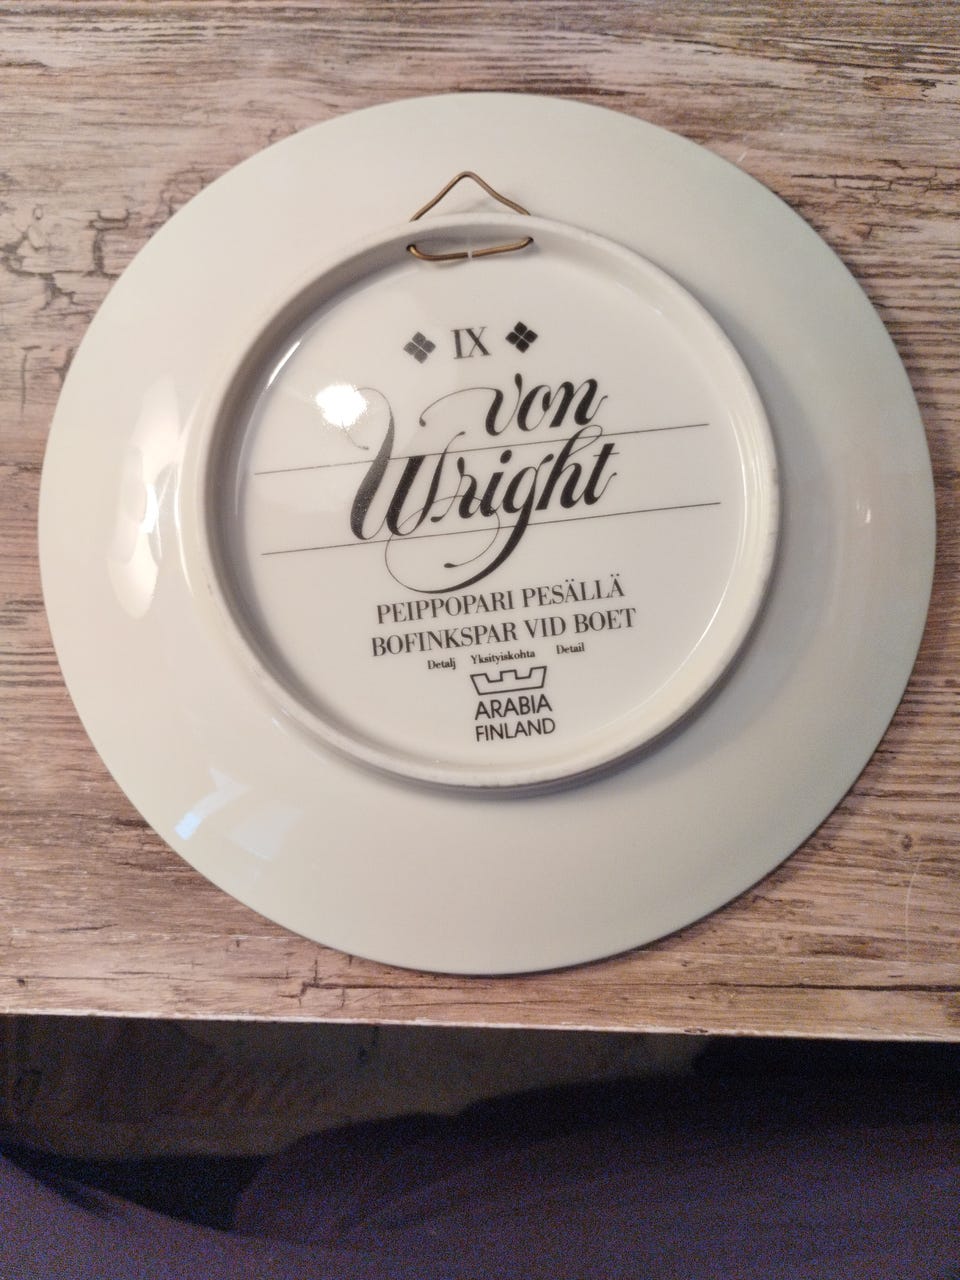 IX
von
Wright
PEIPPOPARI PESÄLLÄ
BOFINKSPAR VID BOET
Detalj Yksityiskohta Detail
ARABIA
FINLAND